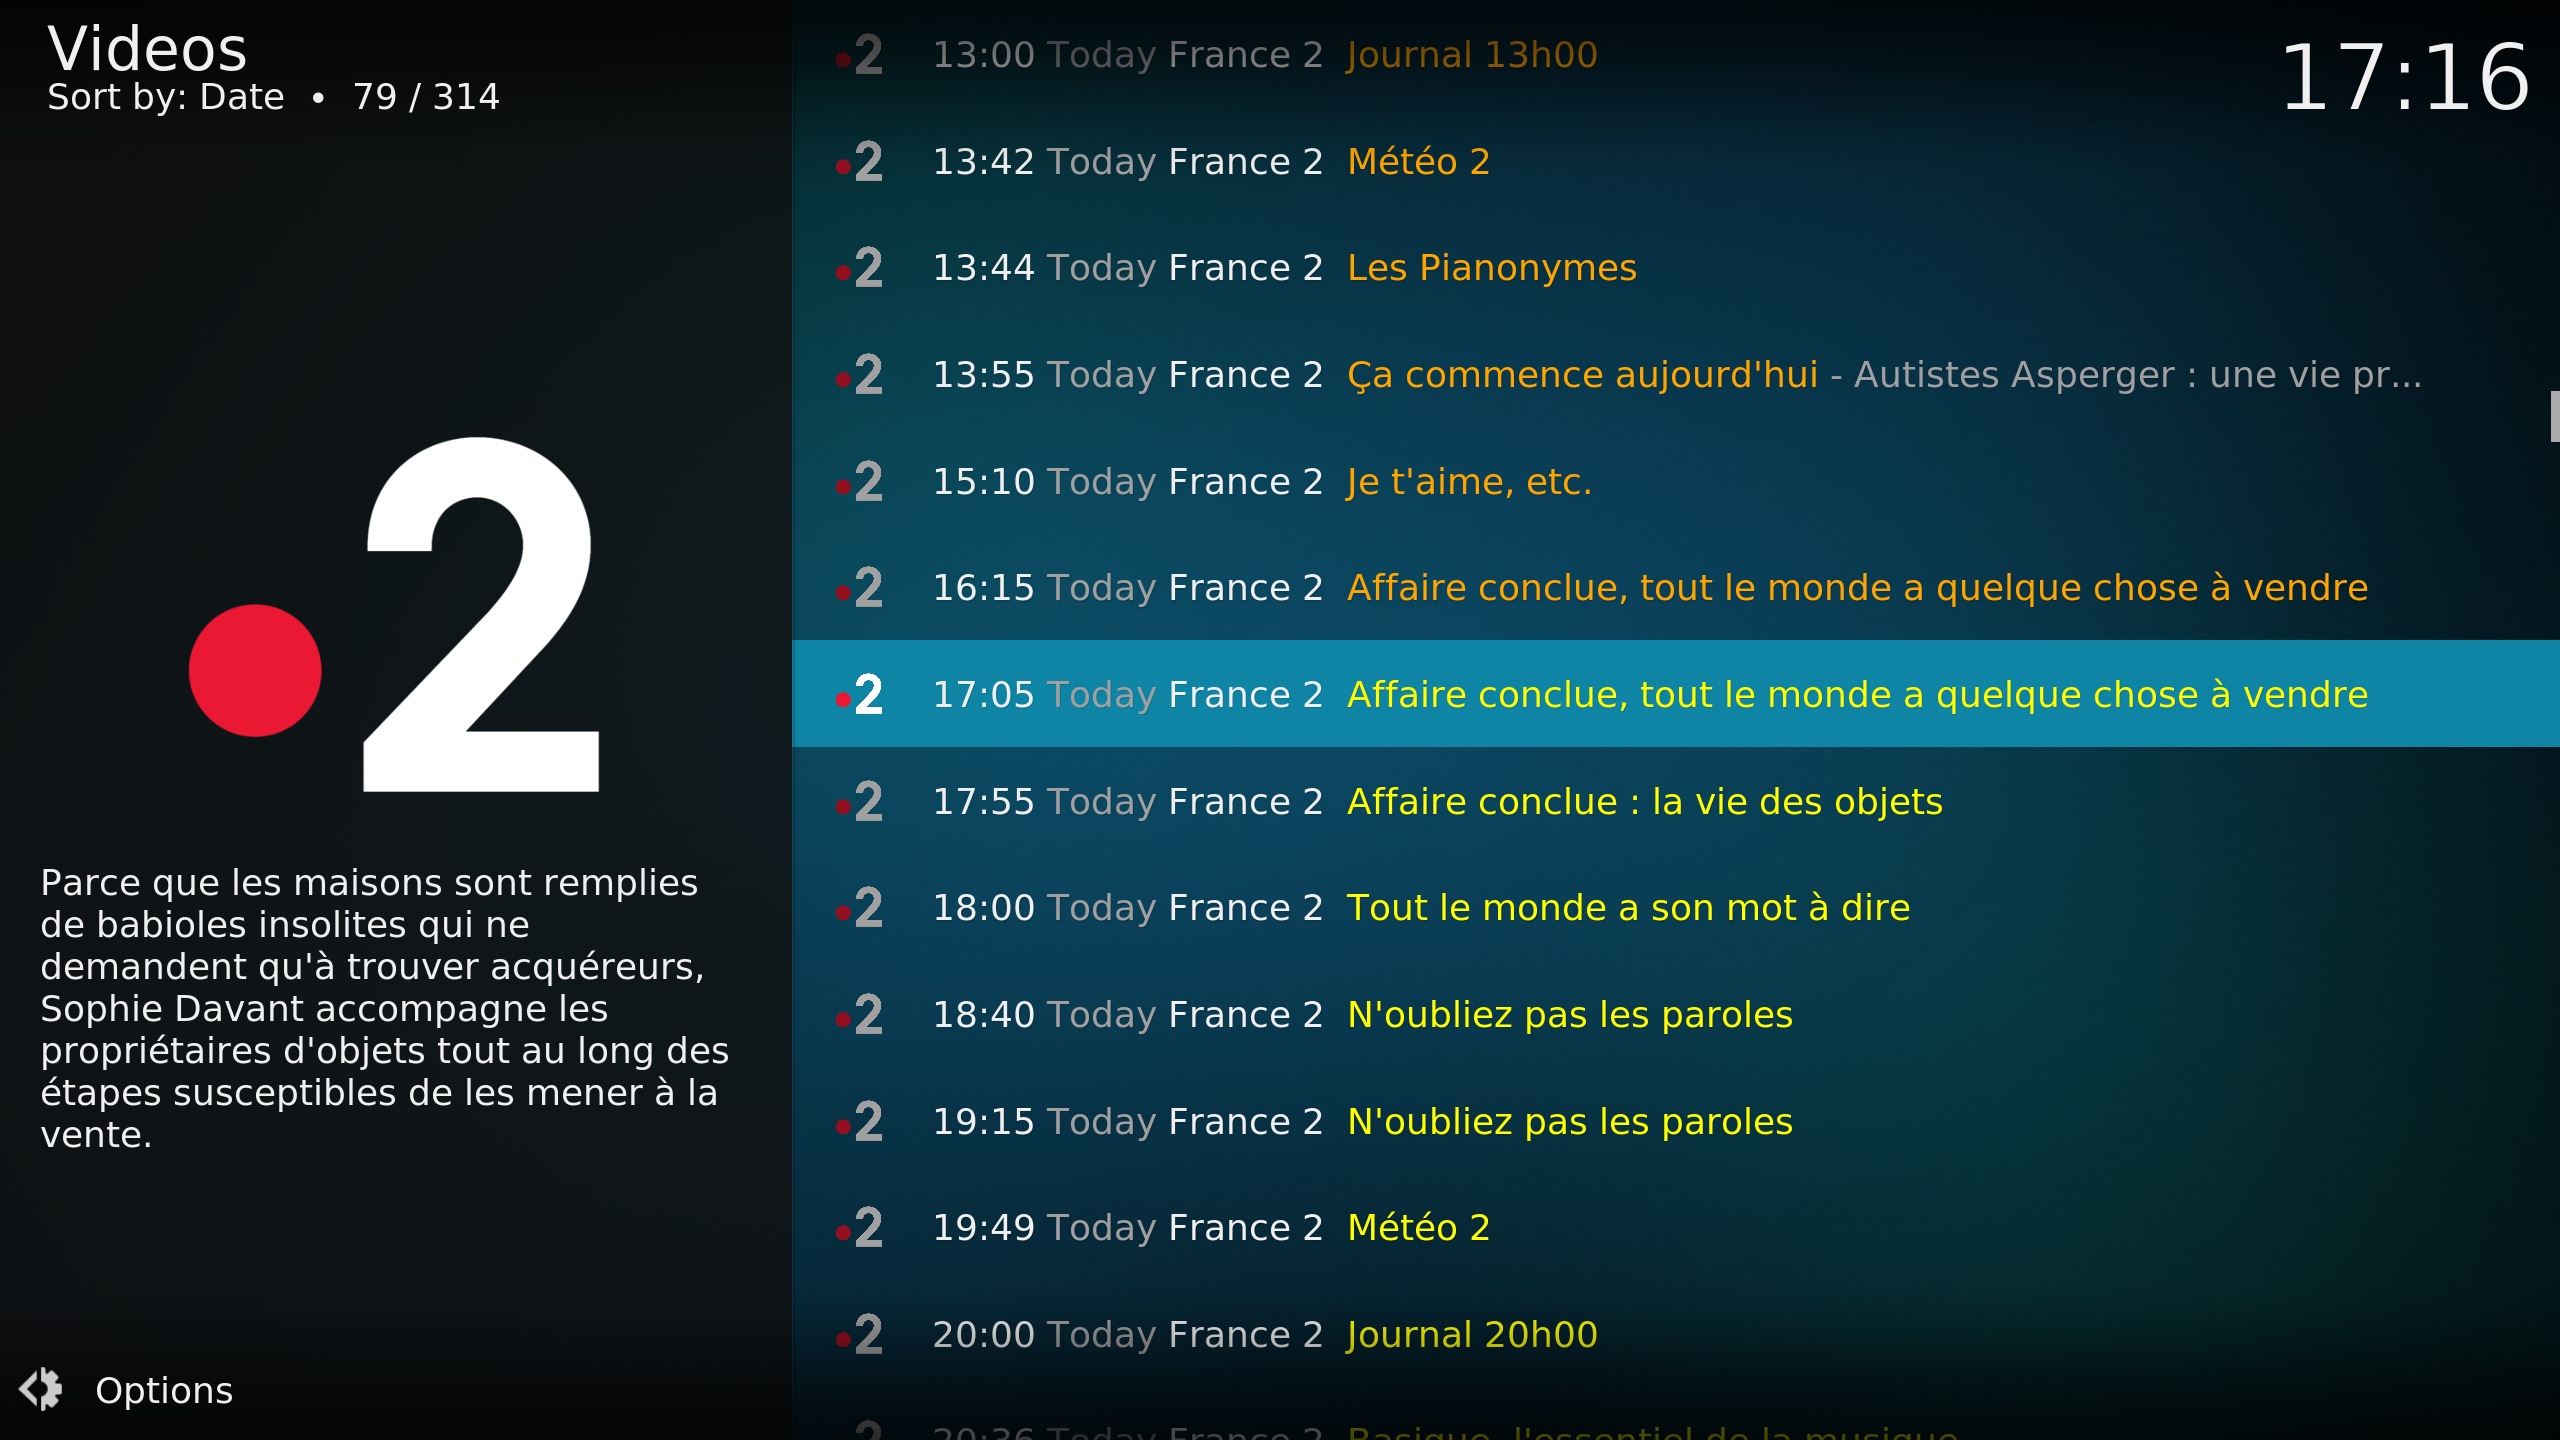 Videos
Sort by: Date • 79 / 314
17:16
2
Parce que les maisons sont remplies
de babioles insolites qui ne
demandent qu'à trouver acquéreurs,
Sophie Davant accompagne les
propriétaires d'objets tout au long des
étapes susceptibles de les mener à la
vente.
Options
2 13:00 Today France 2 Journal 13h00
2 13:42 Today France 2 Météo 2
2 13:44 Today France 2 Les Pianonymes
2 13:55 Today France 2 Ça commence aujourd'hui - Autistes Asperger : une vie pr...
2 15:10 Today France 2 Je t'aime, etc.
2 16:15 Today France 2 Affaire conclue, tout le monde a quelque chose à vendre
2 17:05 Today France 2 Affaire conclue, tout le monde a quelque chose à vendre
2 17:55 Today France 2 Affaire conclue : la vie des objets
2 18:00 Today France 2 Tout le monde a son mot à dire
2 18:40 Today France 2 N'oubliez pas les paroles
2 19:15 Today France 2 N'oubliez pas les paroles
2 19:49 Today France 2 Météo 2
2 20:00 Today France 2 Journal 20h00
2 20:36 Today France 2 Basique, l'essentiel de la musique